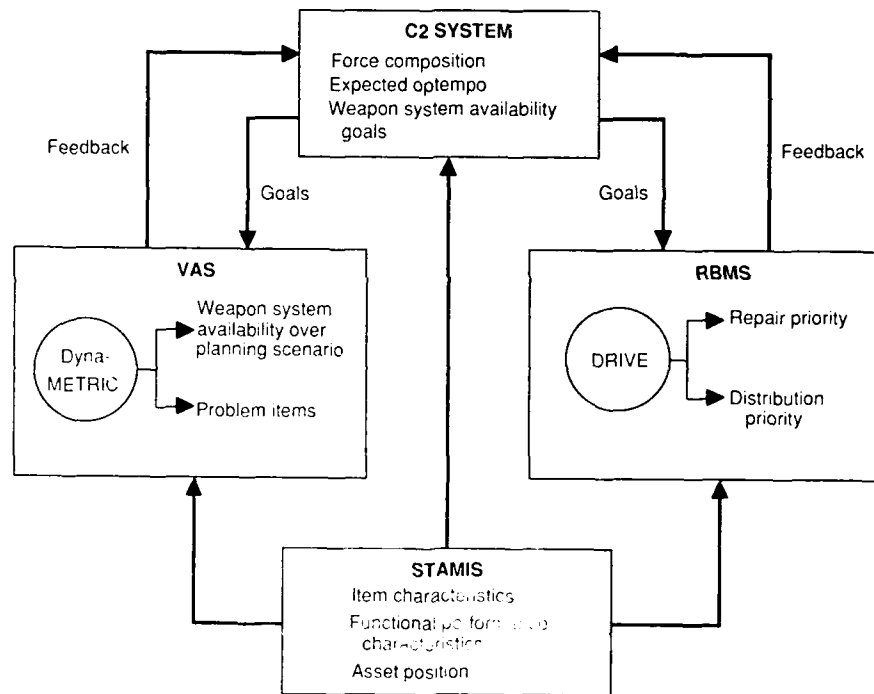 C2 SYSTEM
Force composition
Expected optempo
Weapon system availability
goals
Feedback
Feedback
Goals
Goals
VAS
Weapon system
availability over
planning scenario
Dyna-
METRIC
Problem items
RBMS
Repair priority
DRIVE
Distribution
priority
STAMIS
Item characteristics
Functional
characteristics
Asset position